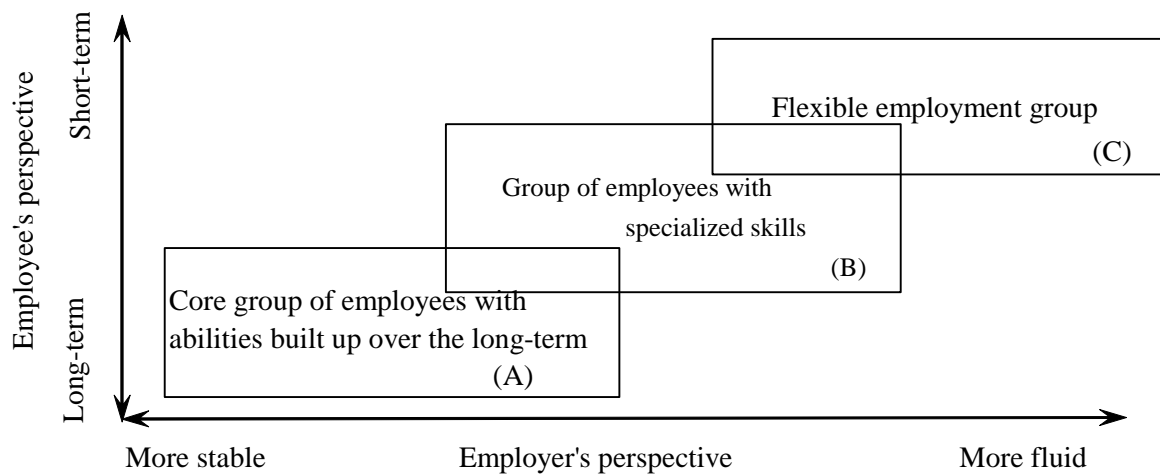 Employee's perspective
Short-term
Long-term
Flexible employment group
(C)
Group of employees with
specialized skills
(B)
Core group of employees with
abilities built up over the long-term
(A)
More stable
Employer's perspective
More fluid